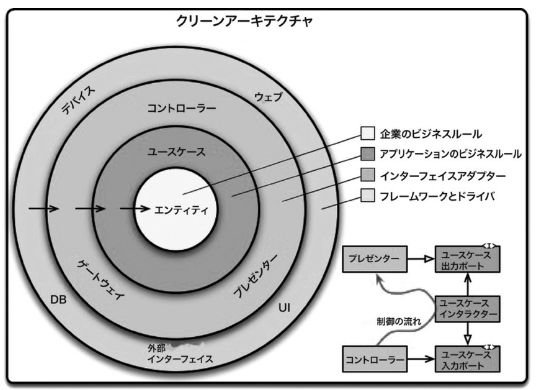 クリーンアーキテクチャ
デバイス
ウェブ
コントローラー
ユースケース
エンティティ
ゲートウェイ
プレゼンター
DB
UI
外部
インターフェイス
企業のビジネスルール
アプリケーションのビジネスルール
インターフェイスアダプター
フレームワークとドライバ
プレゼンター
ユースケース
出力ポート
ユースケース
インタラクター
制御の流れ
コントローラー
ユースケース
入力ポート